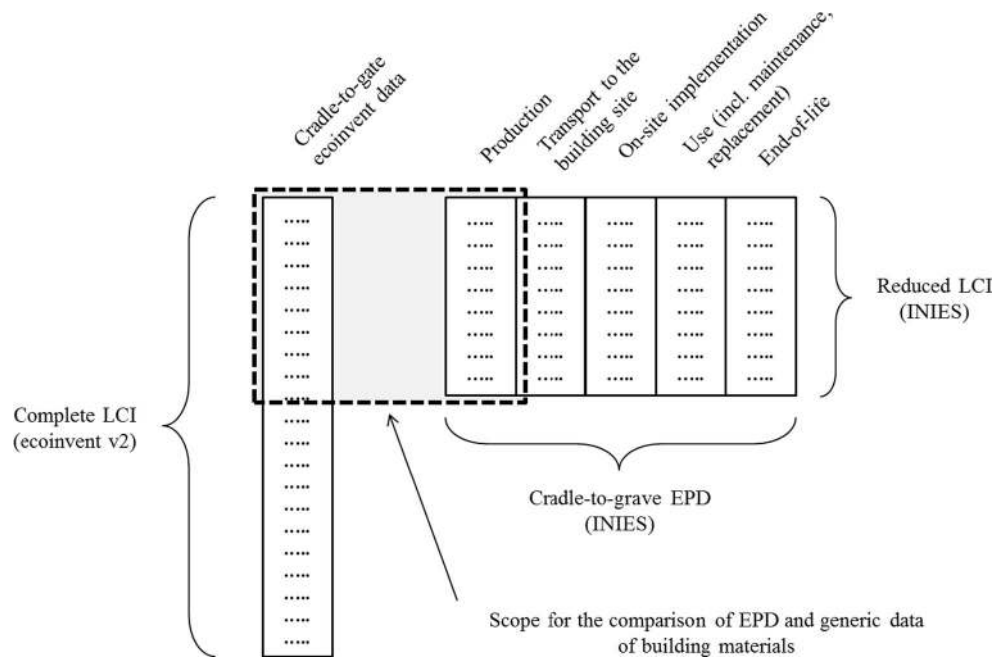 Cradle-to-gate
ecoinvent data
Production
Transport to the
building site
On-site implementation
Use (incl. maintenance,
replacement)
End-of-life
Complete LCI
(ecoinvent v2)
Reduced LCI
(INIES)
Cradle-to-grave EPD
(INIES)
Scope for the comparison of EPD and generic data
of building materials